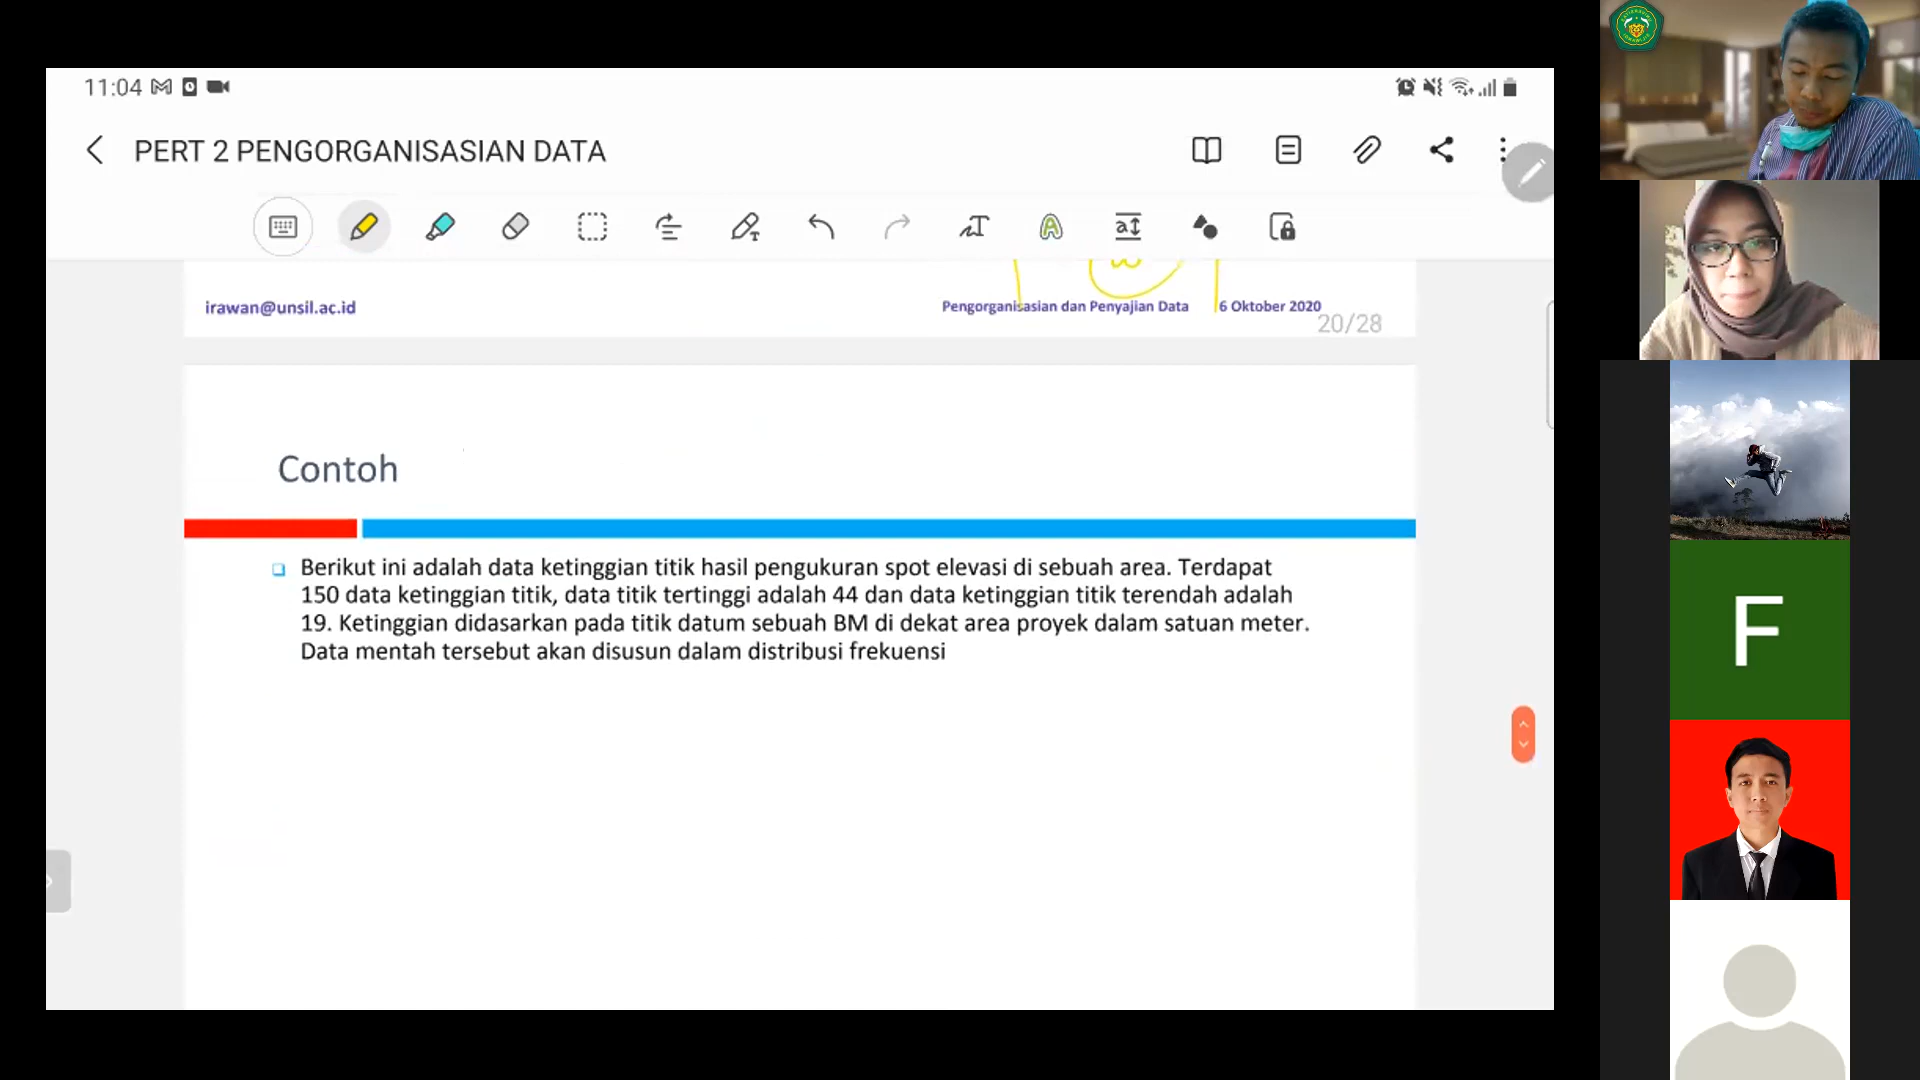 11:04
PERT 2 PENGORGANISASIAN DATA
irawan@unsil.ac.id
Pengorganisasian dan Penyajian Data
6 Oktober 2020
20/28
Contoh
Berikut ini adalah data ketinggian titik hasil pengukuran spot elevasi di sebuah area. Terdapat
150 data ketinggian titik, data titik tertinggi adalah 44 dan data ketinggian titik terendah adalah
19. Ketinggian didasarkan pada titik datum sebuah BM di dekat area proyek dalam satuan meter.
Data mentah tersebut akan disusun dalam distribusi frekuensi
F